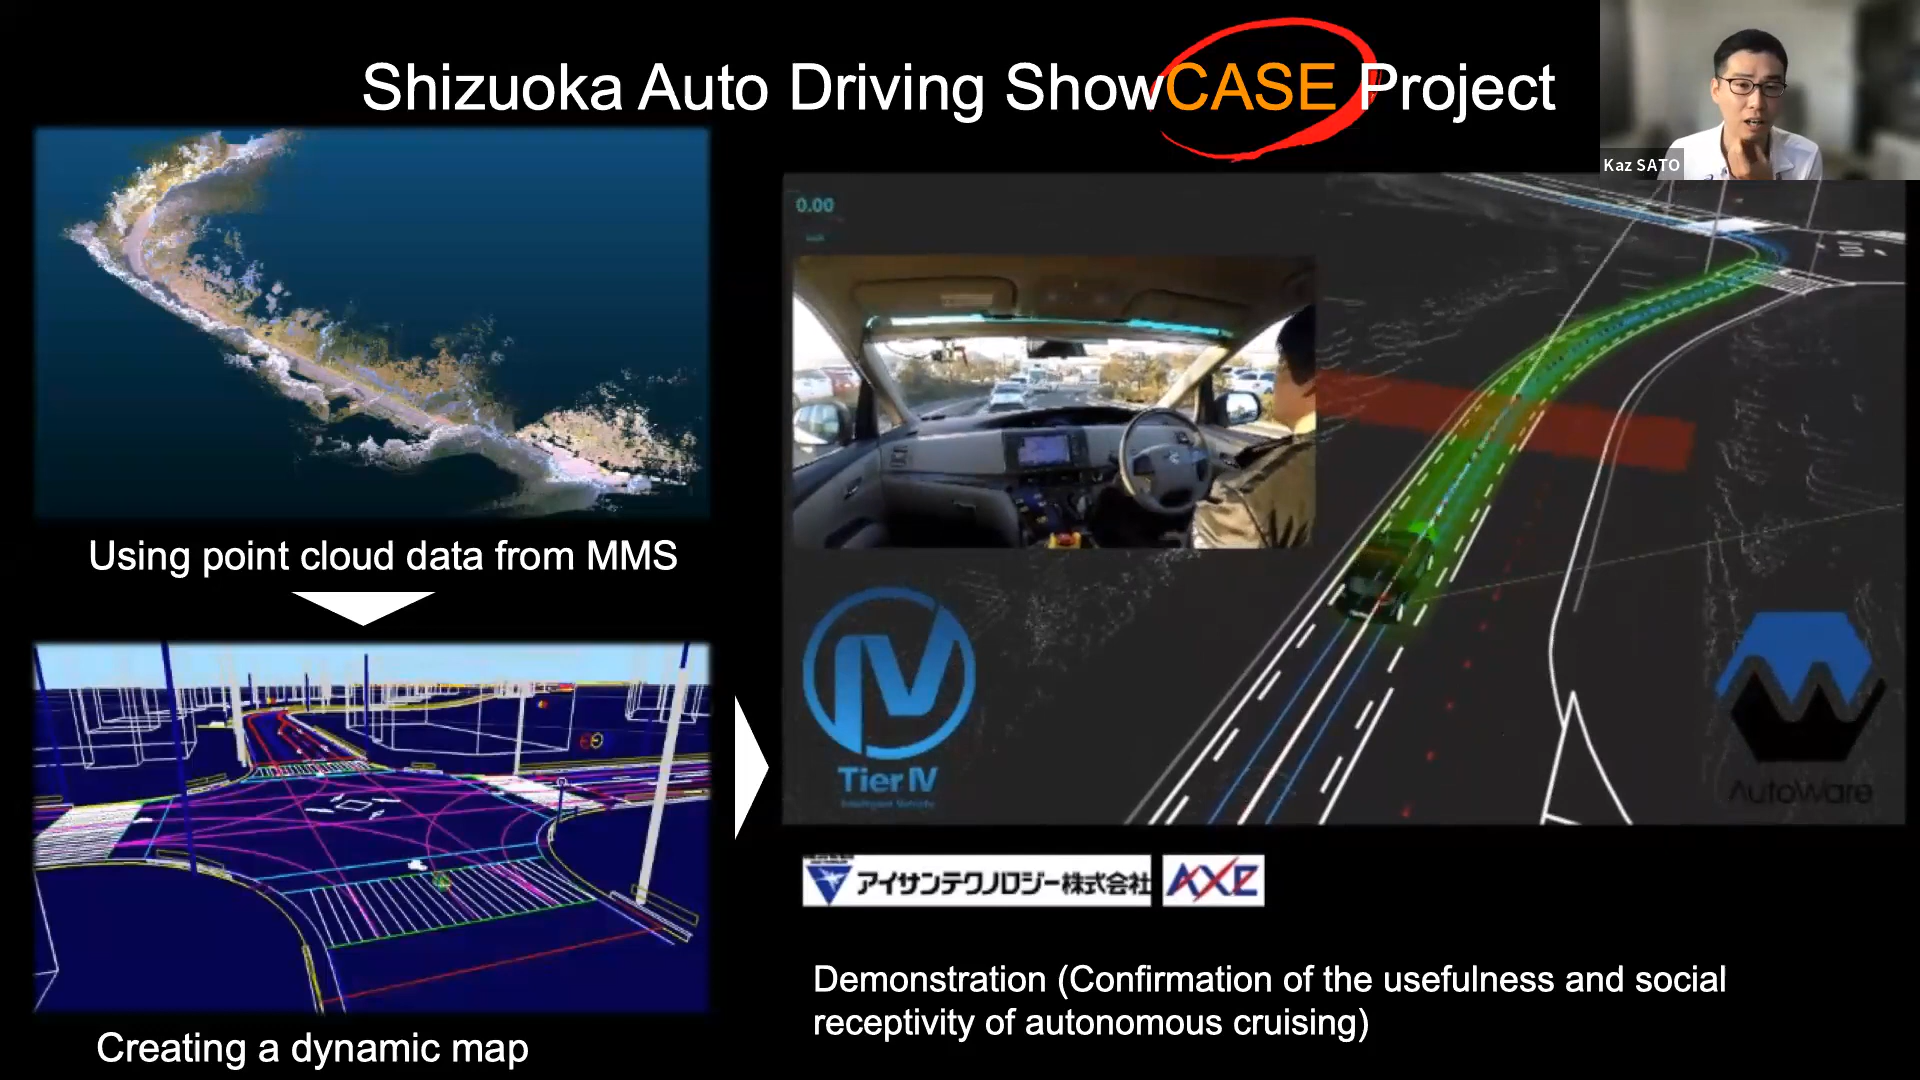 Shizuoka Auto Driving ShowCASE Project
Kaz SATO
Using point cloud data from MMS
Creating a dynamic map
0.00
Tier IV
AutoWare
アイサンテクノロジー株式会社
AXE
Demonstration (Confirmation of the usefulness and social
receptivity of autonomous cruising)